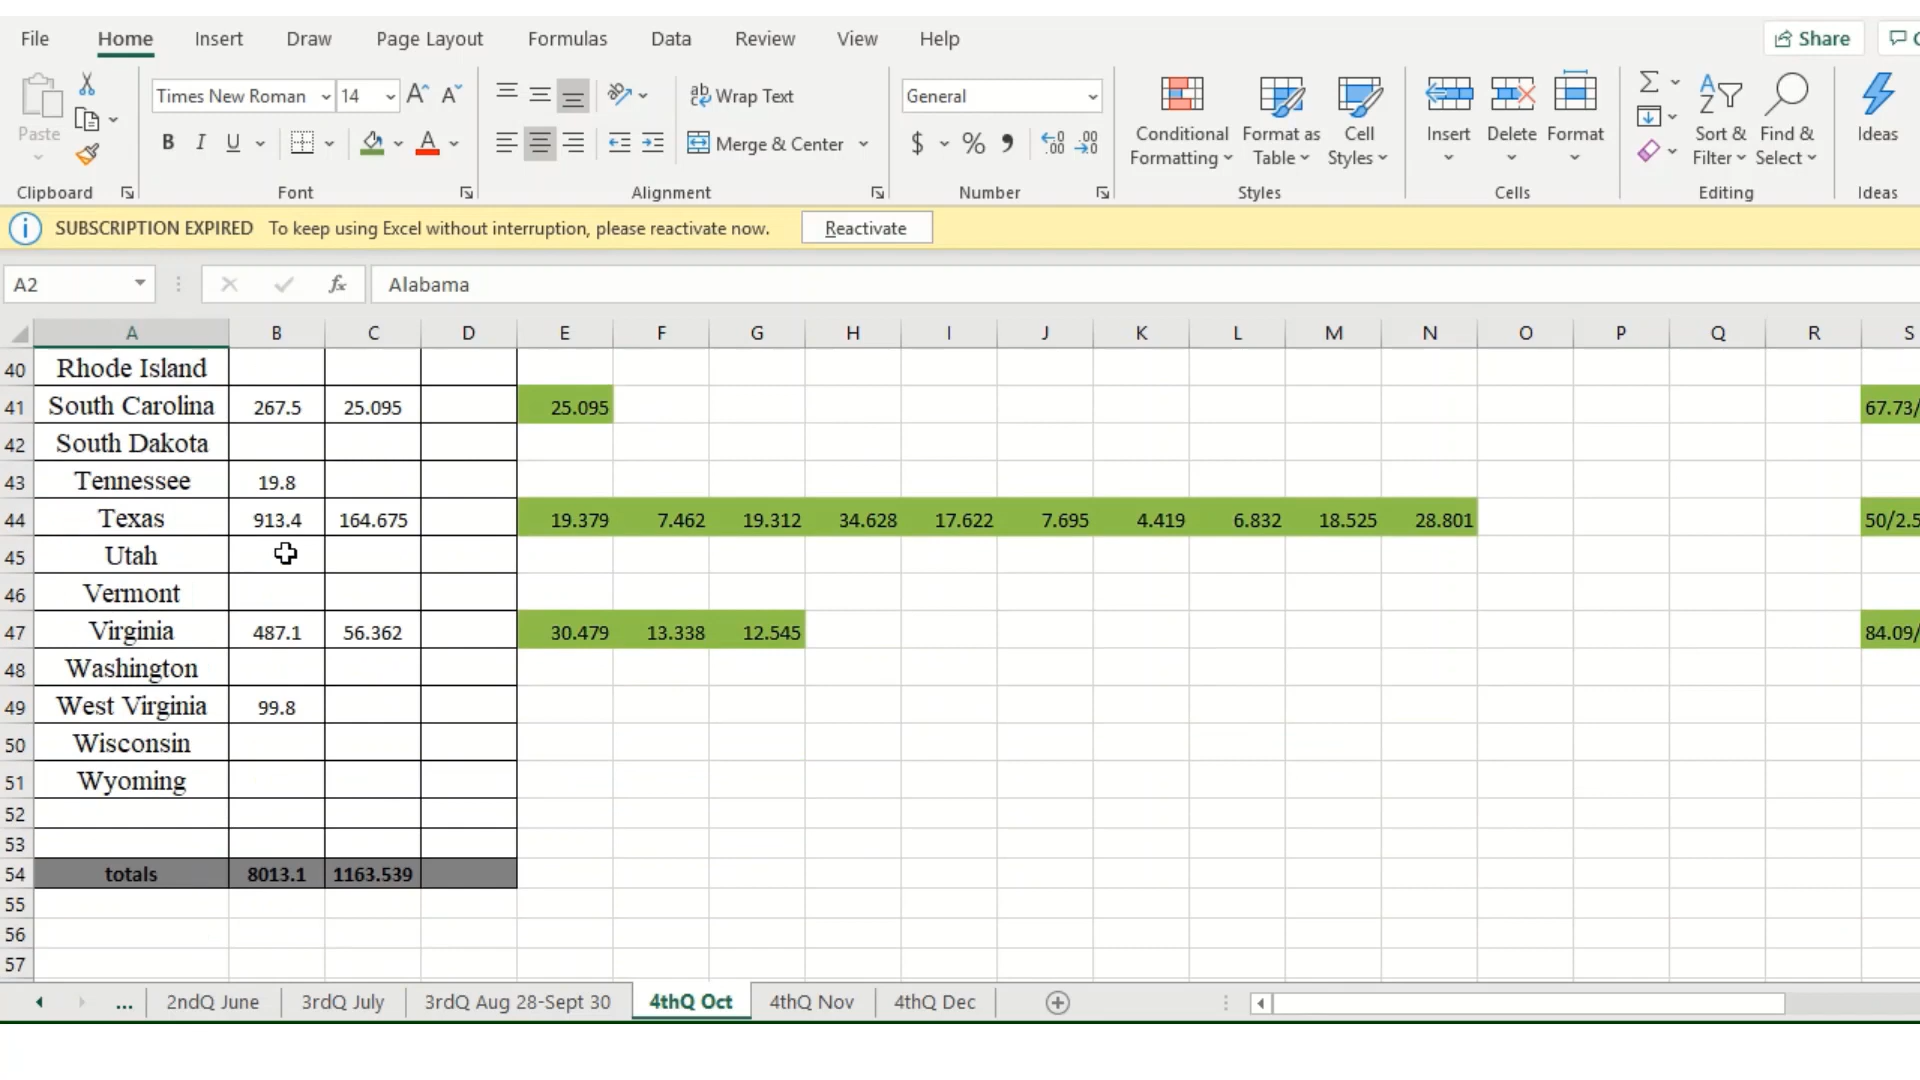 File Home Insert Draw Page Layout Formulas Data Review View Help Share
Times New Roman 14 Wrap Text General
Paste B I U Merge & Center $ % Conditional Formatting Format as Table Cell Styles Insert Delete Format Sort & Filter Find & Select Ideas
Clipboard Font Alignment Number Styles Cells Editing Ideas
SUBSCRIPTION EXPIRED To keep using Excel without interruption, please reactivate now. Reactivate
A2 fx Alabama
A B C D E F G H I J K L M N O P Q R S
40 Rhode Island
41 South Carolina 267.5 25.095 25.095 67.73/
42 South Dakota
43 Tennessee 19.8
44 Texas 913.4 164.675 19.379 7.462 19.312 34.628 17.622 7.695 4.419 6.832 18.525 28.801 50/2.5
45 Utah
46 Vermont
47 Virginia 487.1 56.362 30.479 13.338 12.545 84.09/
48 Washington
49 West Virginia 99.8
50 Wisconsin
51 Wyoming
52
53
54 totals 8013.1 1163.539
55
56
57
... 2ndQ June 3rdQ July 3rdQ Aug 28-Sept 30 4thQ Oct 4thQ Nov 4thQ Dec